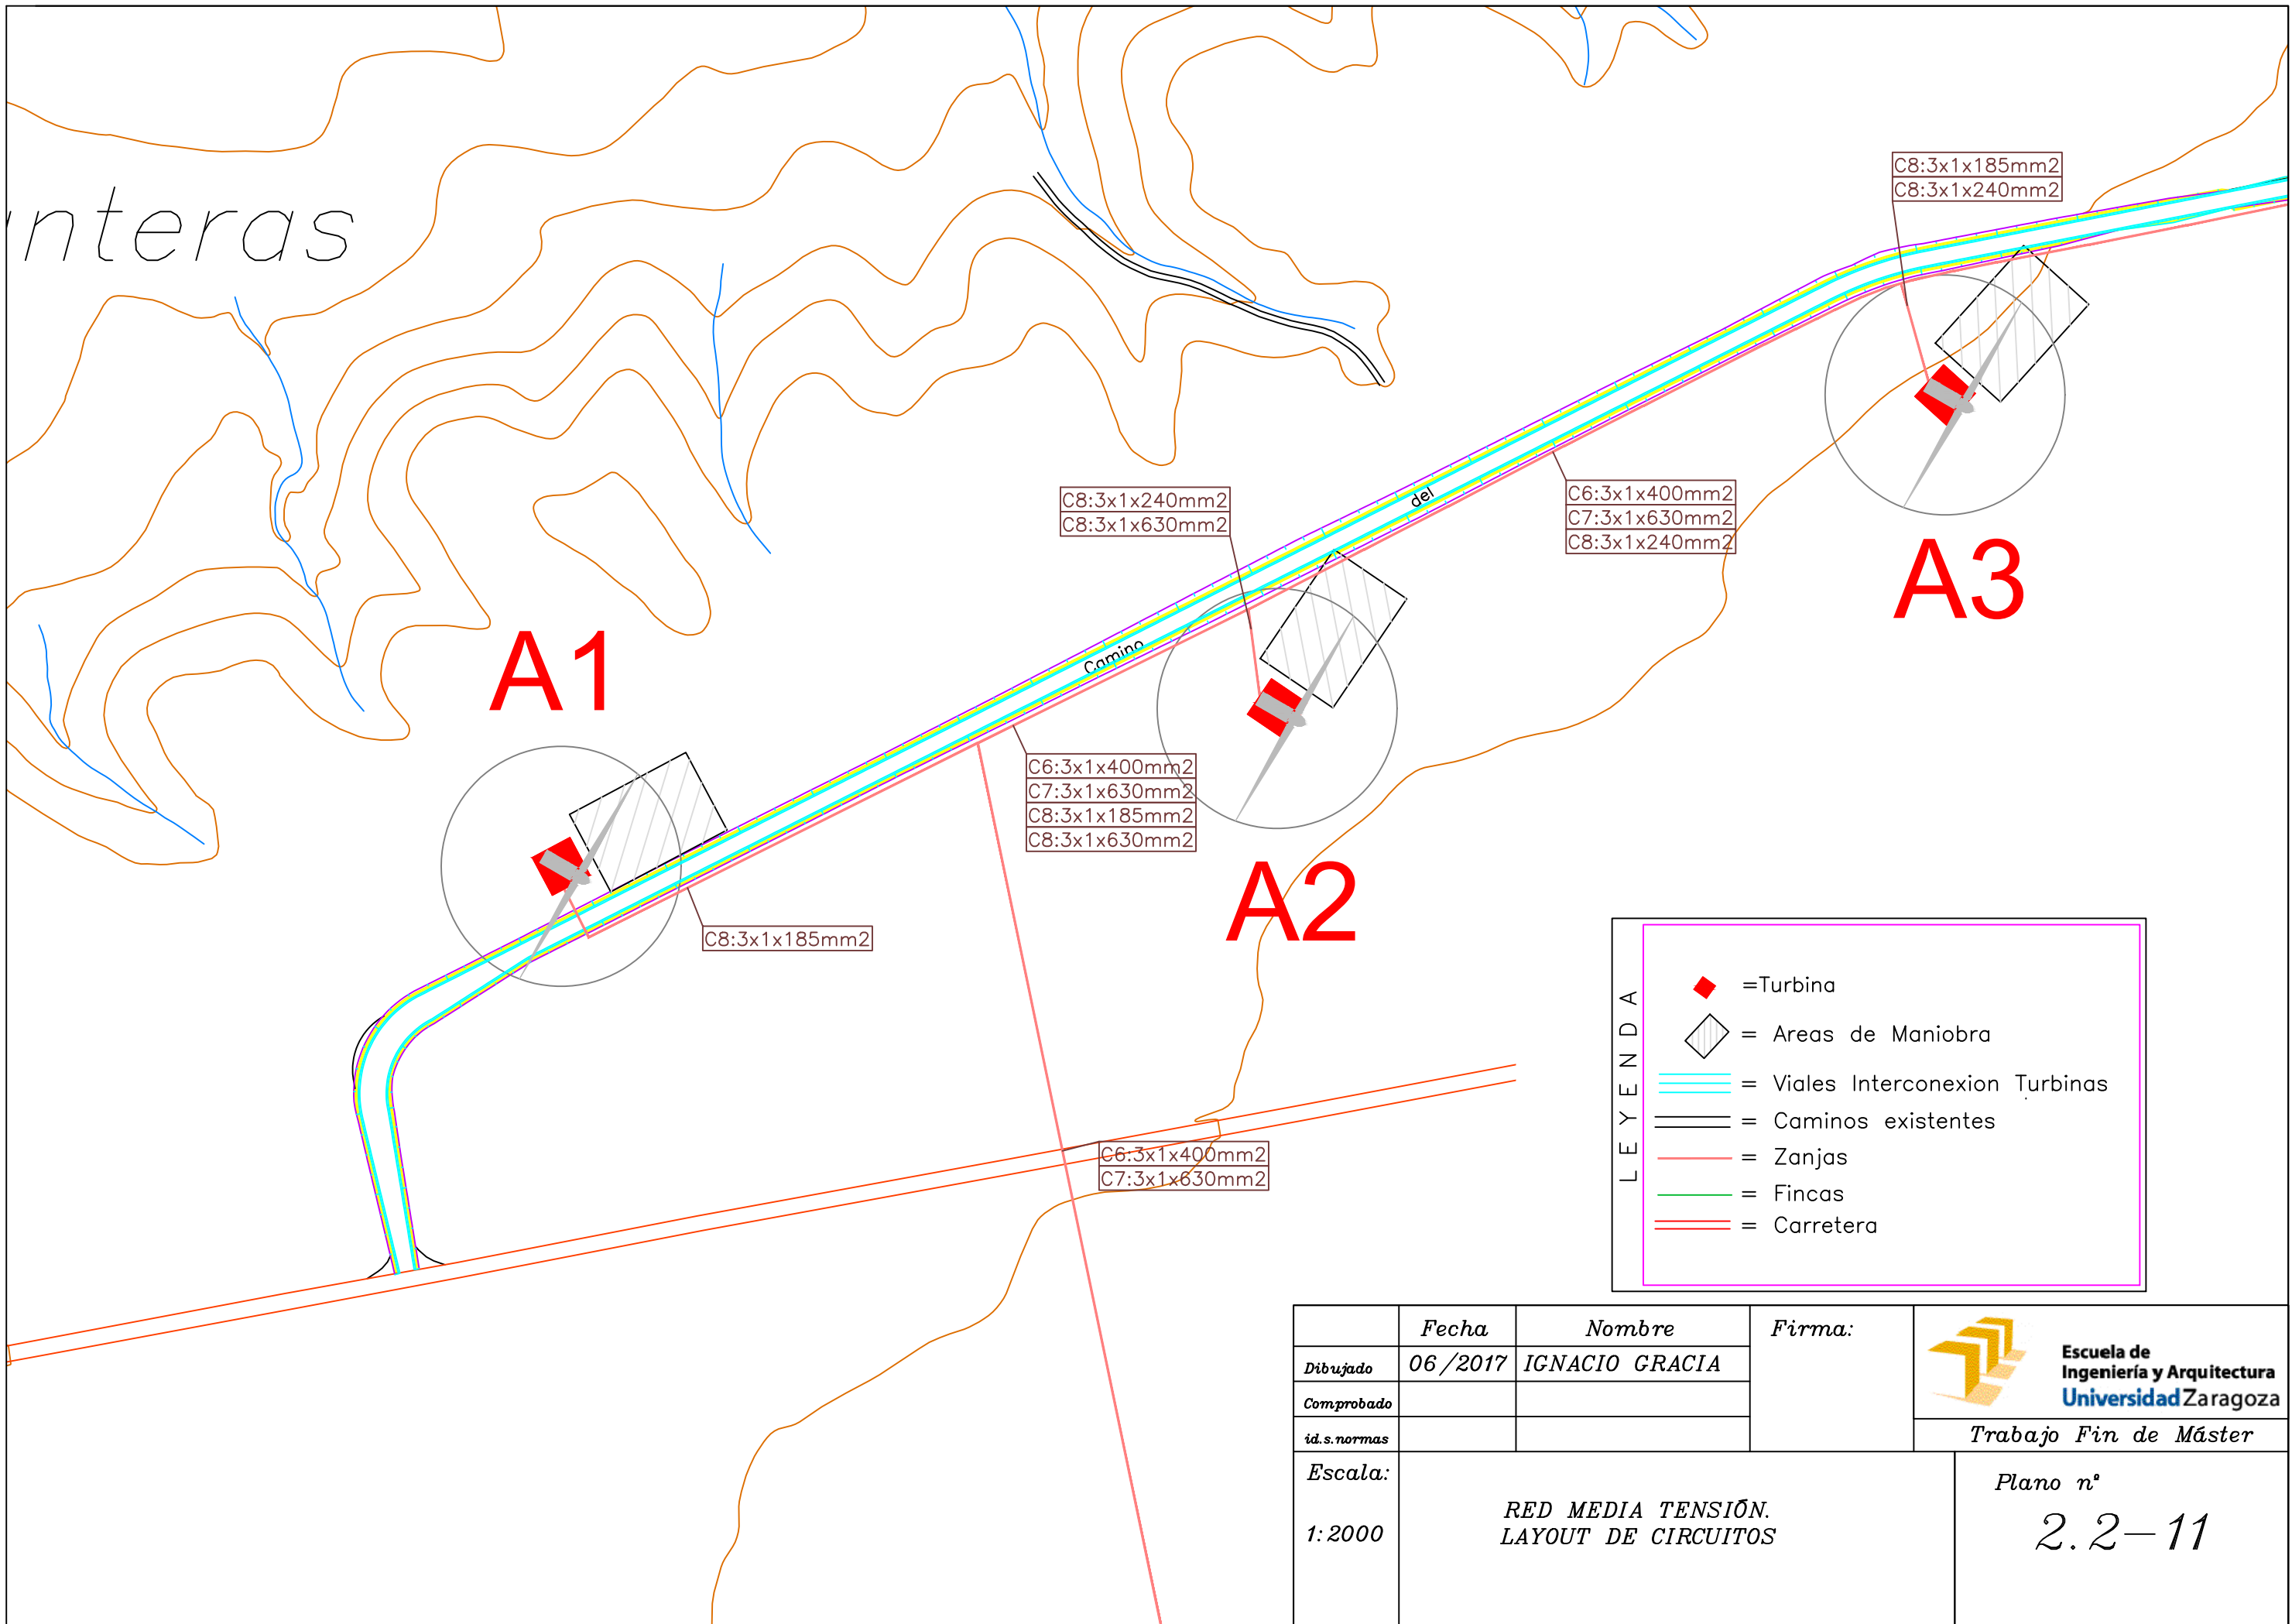 nteras
C8:3x1x185mm2
C8:3x1x240mm2
C8:3x1x240mm2
C8:3x1x630mm2
del
C6:3x1x400mm2
C7:3x1x630mm2
C8:3x1x240mm2
A3
A1
Camino
C6:3x1x400mm2
C7:3x1x630mm2
C8:3x1x185mm2
C8:3x1x630mm2
A2
C8:3x1x185mm2
C6:3x1x400mm2
C7:3x1x630mm2
LEYENDA
=Turbina
= Areas de Maniobra
= Viales Interconexion Turbinas
= Caminos existentes
= Zanjas
= Fincas
= Carretera
Fecha
Nombre
Firma:
Dibujado
06/2017
IGNACIO GRACIA
Comprobado
id.s.normas
Escuela de
Ingeniería y Arquitectura
Universidad Zaragoza
Trabajo Fin de Máster
Escala:
1:2000
RED MEDIA TENSIÓN.
LAYOUT DE CIRCUITOS
Plano nº
2.2-11